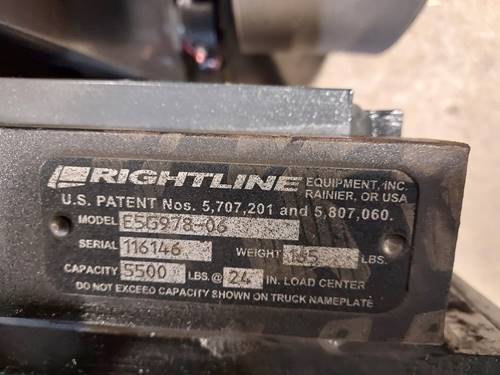 RIGHTLINE EQUIPMENT, INC.
RAINIER, OR USA
U.S. PATENT Nos. 5,707,201 and 5,807,060.
MODEL E5G978-06
SERIAL 116146 WEIGHT LBS.
CAPACITY 5500 LBS.@ 24 IN. LOAD CENTER
DO NOT EXCEED CAPACITY SHOWN ON TRUCK NAMEPLATE